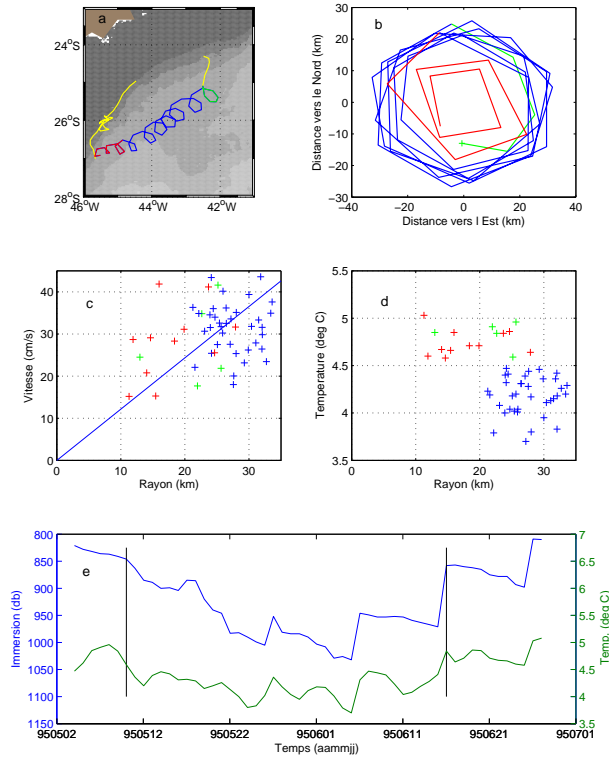 a
24°S
26°S
28°S
46°W
44°W
42°W
b
Distance vers le Nord (km)
30
20
10
0
−10
−20
−30
−40
−20
0
20
40
Distance vers l Est (km)
c
Vitesse (cm/s)
40
30
20
10
0
0
10
20
30
Rayon (km)
d
Temperature (deg C)
5.5
5
4.5
4
3.5
0
10
20
30
Rayon (km)
e
Immersion (db)
800
850
900
950
1000
1050
1100
1150
7
6.5
6
5.5
5
4.5
4
3.5
Temp. (deg C)
950502
950512
950522
950601
950611
950621
950701
Temps (aammjj)